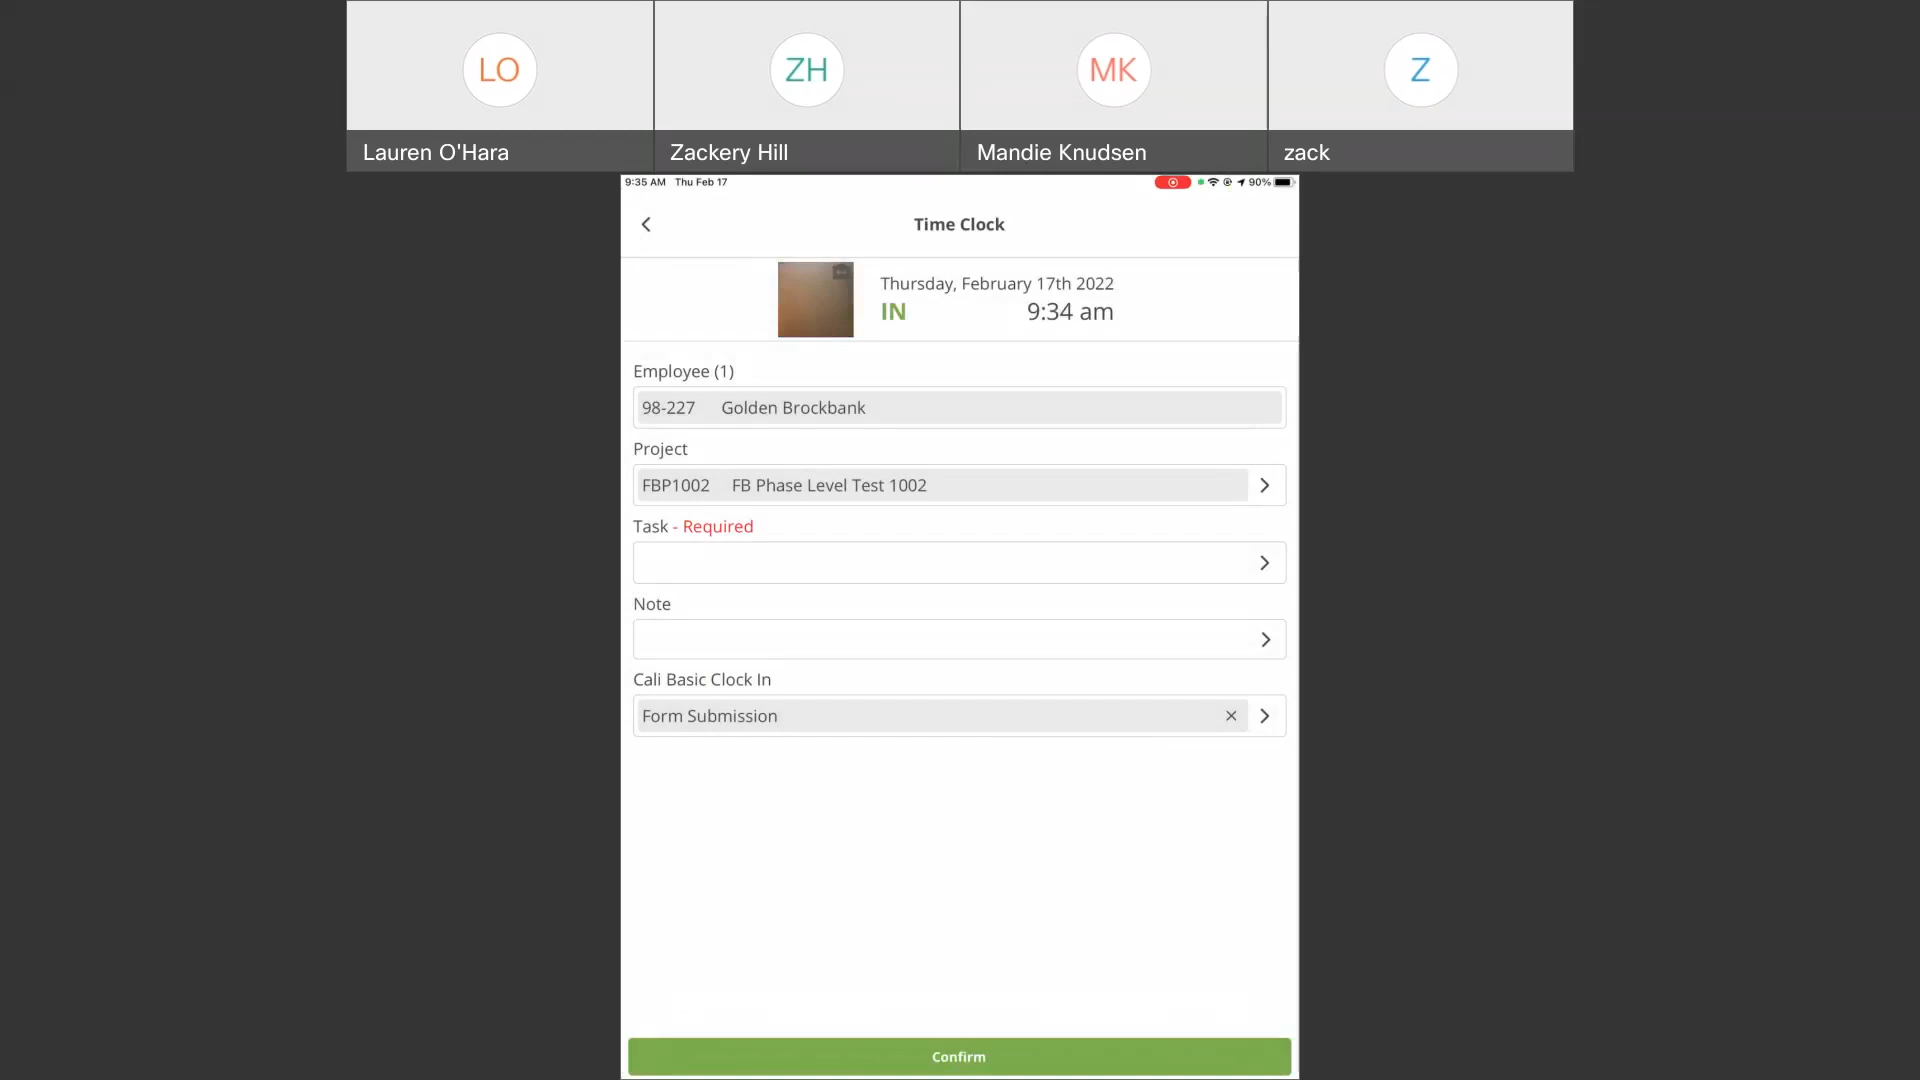 LO
ZH
MK
Z
Lauren O'Hara
Zackery Hill
Mandie Knudsen
zack
9:35 AM Thu Feb 17
90%
Time Clock
Thursday, February 17th 2022
IN 9:34 am
Employee (1)
98-227 Golden Brockbank
Project
FBP1002 FB Phase Level Test 1002
Task - Required
Note
Cali Basic Clock In
Form Submission
Confirm